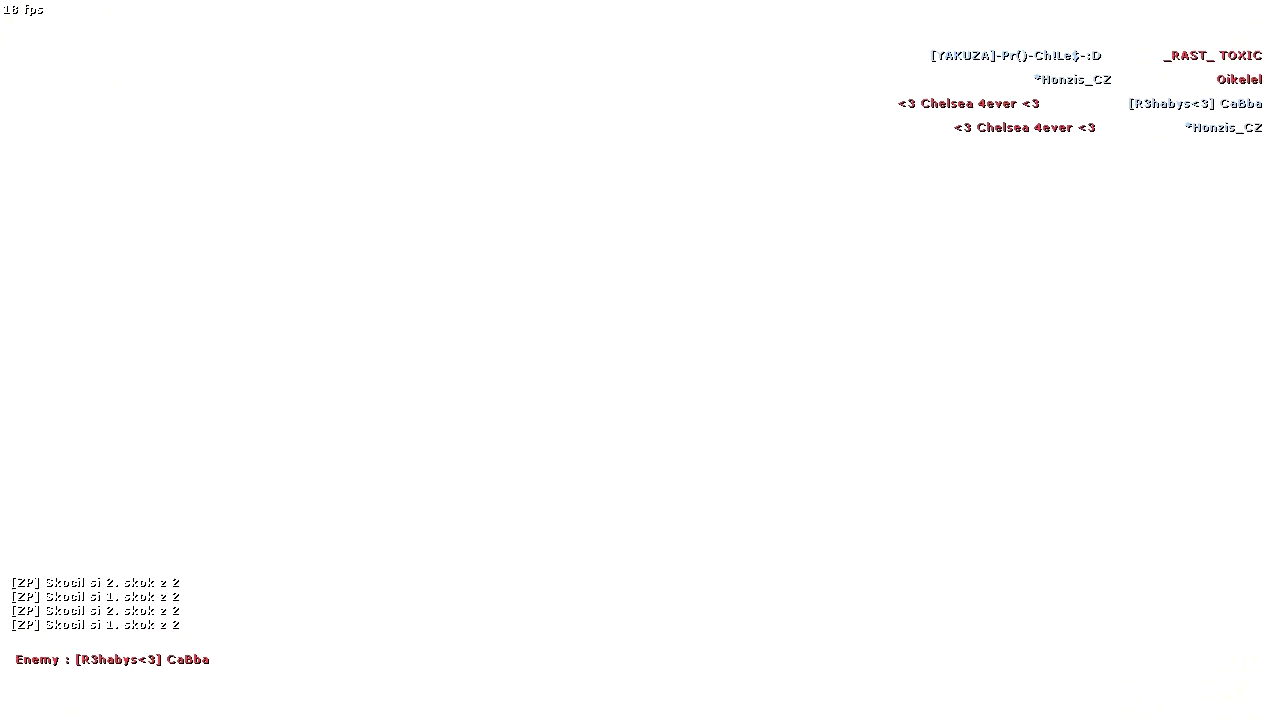 18 fps
[YAKUZA]-Pr()-Ch!Le$-:D _RAST_ TOXIC
*Honzis_CZ Oikelel
<3 Chelsea 4ever <3 [R3habys<3] CaBba
<3 Chelsea 4ever <3 *Honzis_CZ
[ZP] Skocil si 2. skok z 2
[ZP] Skocil si 1. skok z 2
[ZP] Skocil si 2. skok z 2
[ZP] Skocil si 1. skok z 2
Enemy : [R3habys<3] CaBba